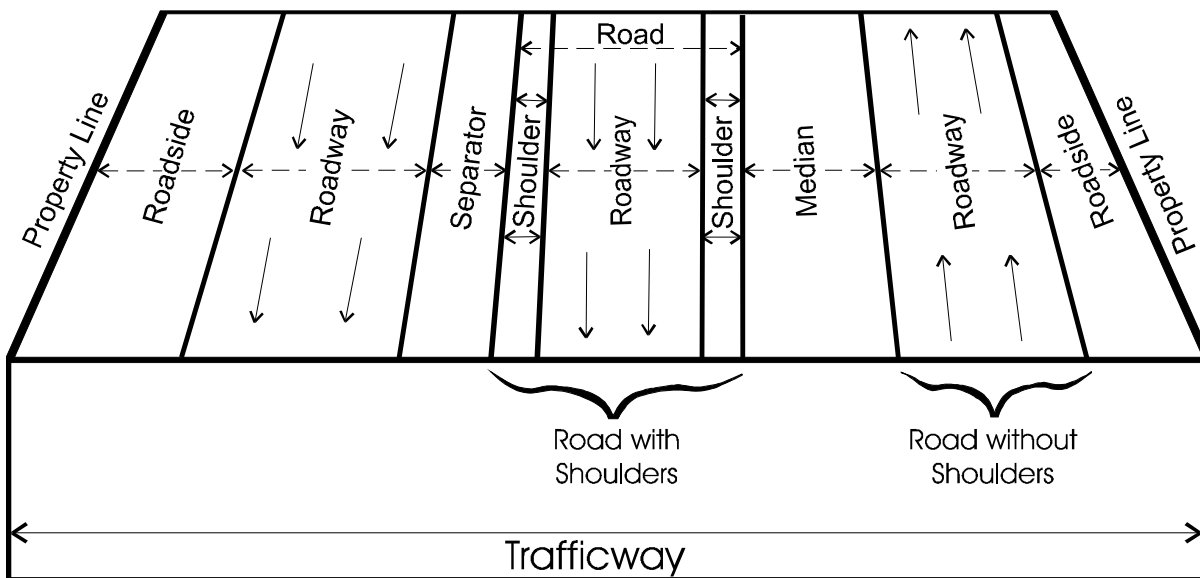 Road
Property Line
Roadside
Roadway
Separator
Shoulder
Roadway
Shoulder
Median
Roadway
Roadside
Property Line
Road with
Shoulders
Road without
Shoulders
Trafficway